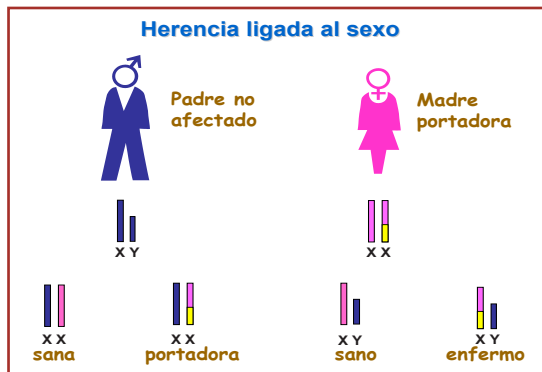 Herencia ligada al sexo
Padre no
afectado
Madre
portadora
X Y
X X
X X
X X
X Y
X Y
sana
portadora
sano
enfermo